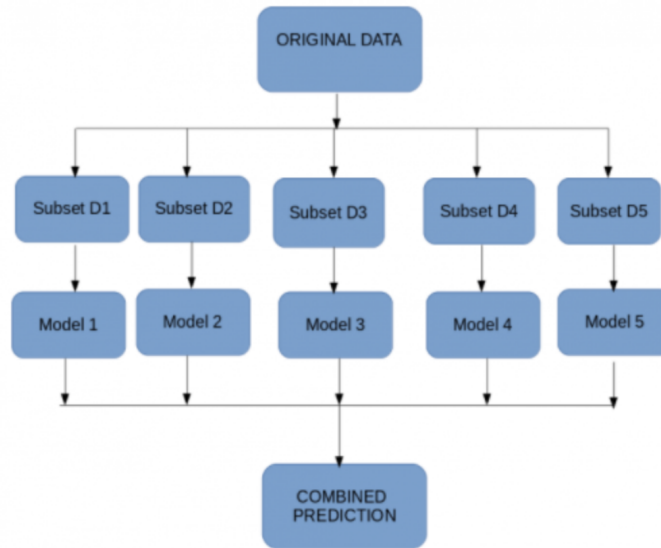 ORIGINAL DATA
Subset D1
Subset D2
Subset D3
Subset D4
Subset D5
Model 1
Model 2
Model 3
Model 4
Model 5
COMBINED
PREDICTION